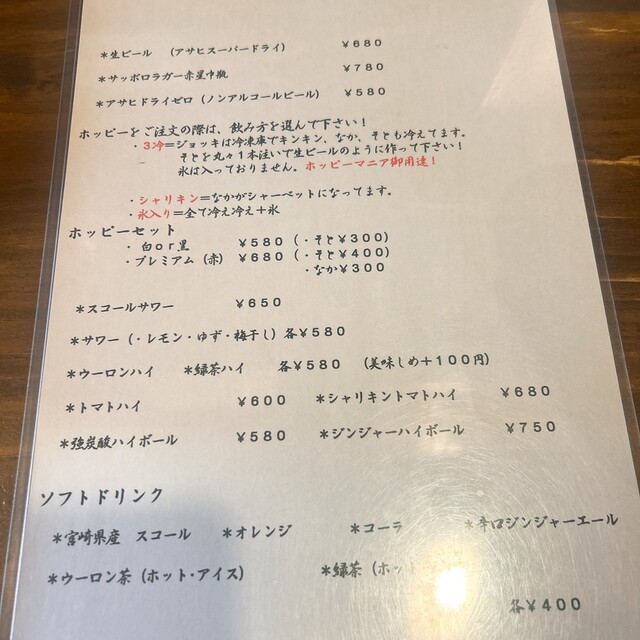 ＊生ビール （アサヒスーパードライ） ￥６８０
＊サッポロラガー赤星中瓶 ￥７８０
＊アサヒドライゼロ（ノンアルコールビール） ￥５８０
ホッピーをご注文の際は、飲み方を選んで下さい！
・３冷＝ジョッキは冷凍庫でキンキン、なか、そとも冷えてます。
そとを丸々１本注いで生ビールのように作って下さい！
氷は入っておりません。ホッピーマニア御用達！
・シャリキン＝なかがシャーベットになってます。
・氷入り＝全て冷え冷え＋氷
ホッピーセット
・白ｏｒ黒 ￥５８０（・そと￥３００）
・プレミアム（赤） ￥６８０（・そと￥４００）
・なか￥３００
＊スコールサワー ￥６５０
＊サワー（・レモン・ゆず・梅干し）各￥５８０
＊ウーロンハイ ＊緑茶ハイ 各￥５８０ （美味しめ＋１００円）
＊トマトハイ ￥６００ ＊シャリキントマトハイ ￥６８０
＊強炭酸ハイボール ￥５８０ ＊ジンジャーハイボール ￥７５０
ソフトドリンク
＊宮崎県産 スコール ＊オレンジ ＊コーラ ＊辛口ジンジャーエール
＊ウーロン茶（ホット・アイス） ＊緑茶（ホット
各￥４００